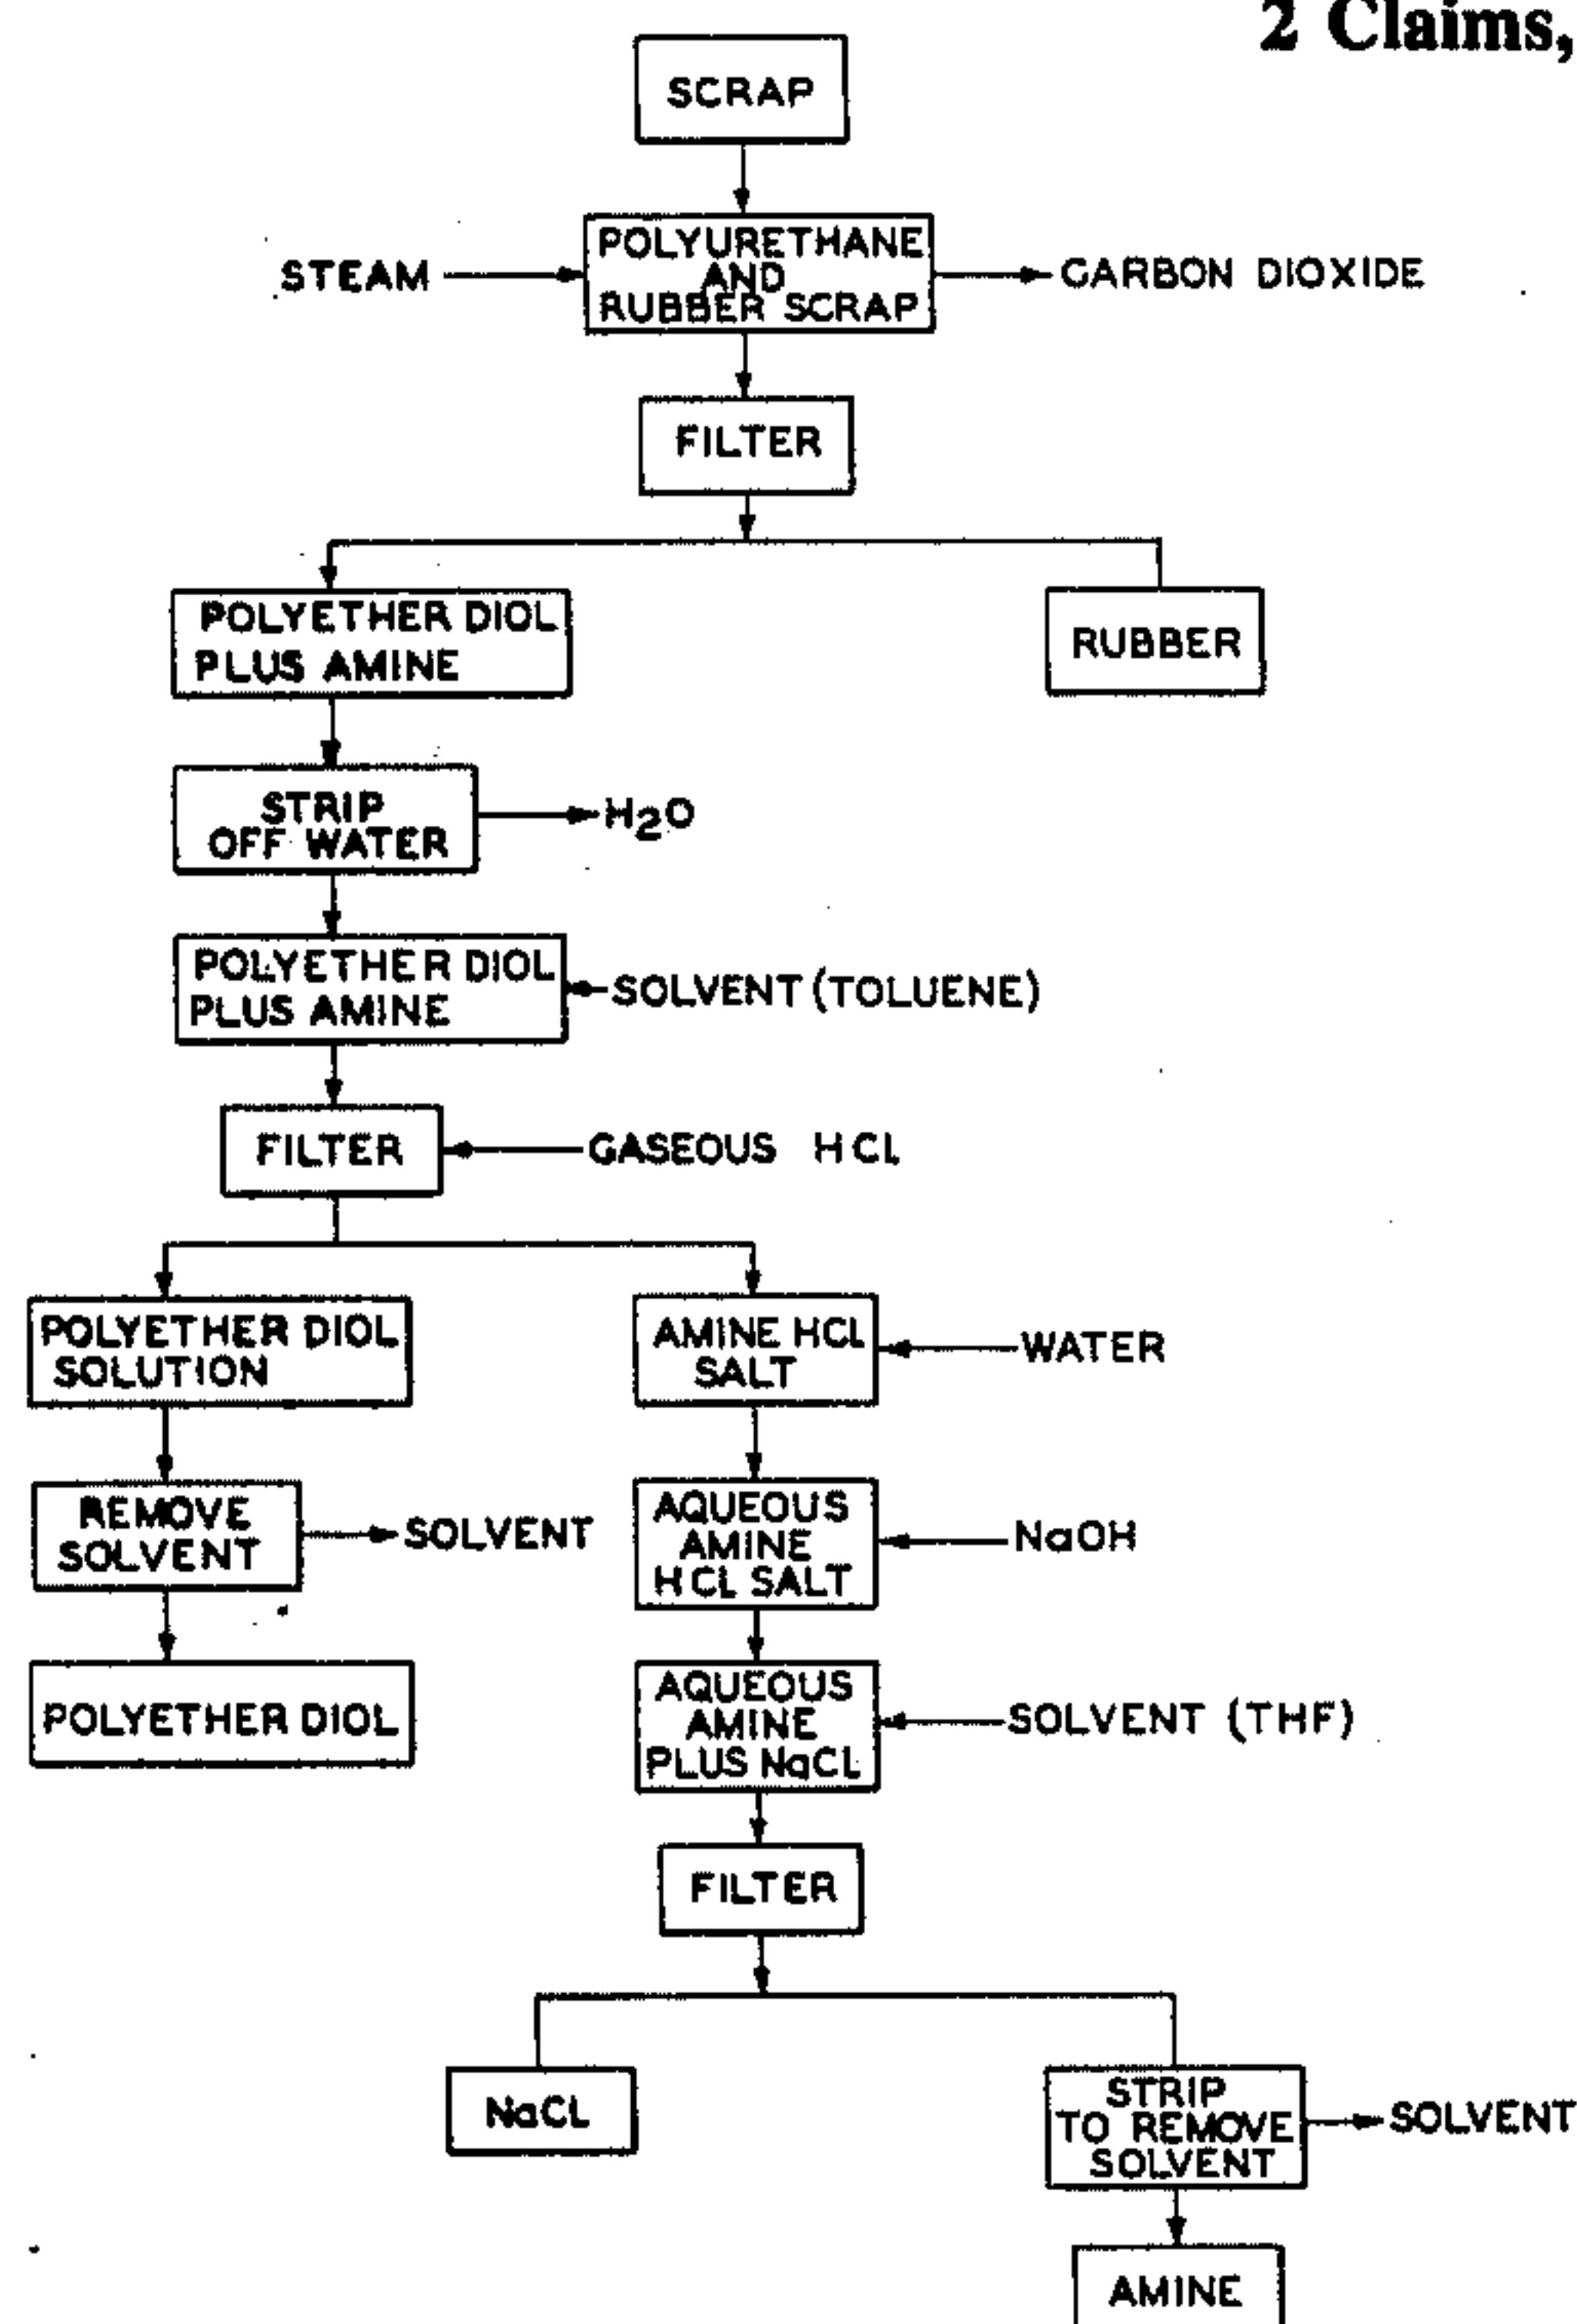 2 Claims,
SCRAP
STEAM
POLYURETHANE
AND
RUBBER SCRAP
CARBON DIOXIDE
FILTER
POLYETHER DIOL
PLUS AMINE
RUBBER
STRIP
OFF WATER
H2O
POLYETHER DIOL
PLUS AMINE
SOLVENT (TOLUENE)
FILTER
GASEOUS HCL
POLYETHER DIOL
SOLUTION
AMINE HCL
SALT
WATER
REMOVE
SOLVENT
SOLVENT
AQUEOUS
AMINE
HCL SALT
NaOH
POLYETHER DIOL
AQUEOUS
AMINE
PLUS NaCL
SOLVENT (THF)
FILTER
NaCL
STRIP
TO REMOVE
SOLVENT
SOLVENT
AMINE